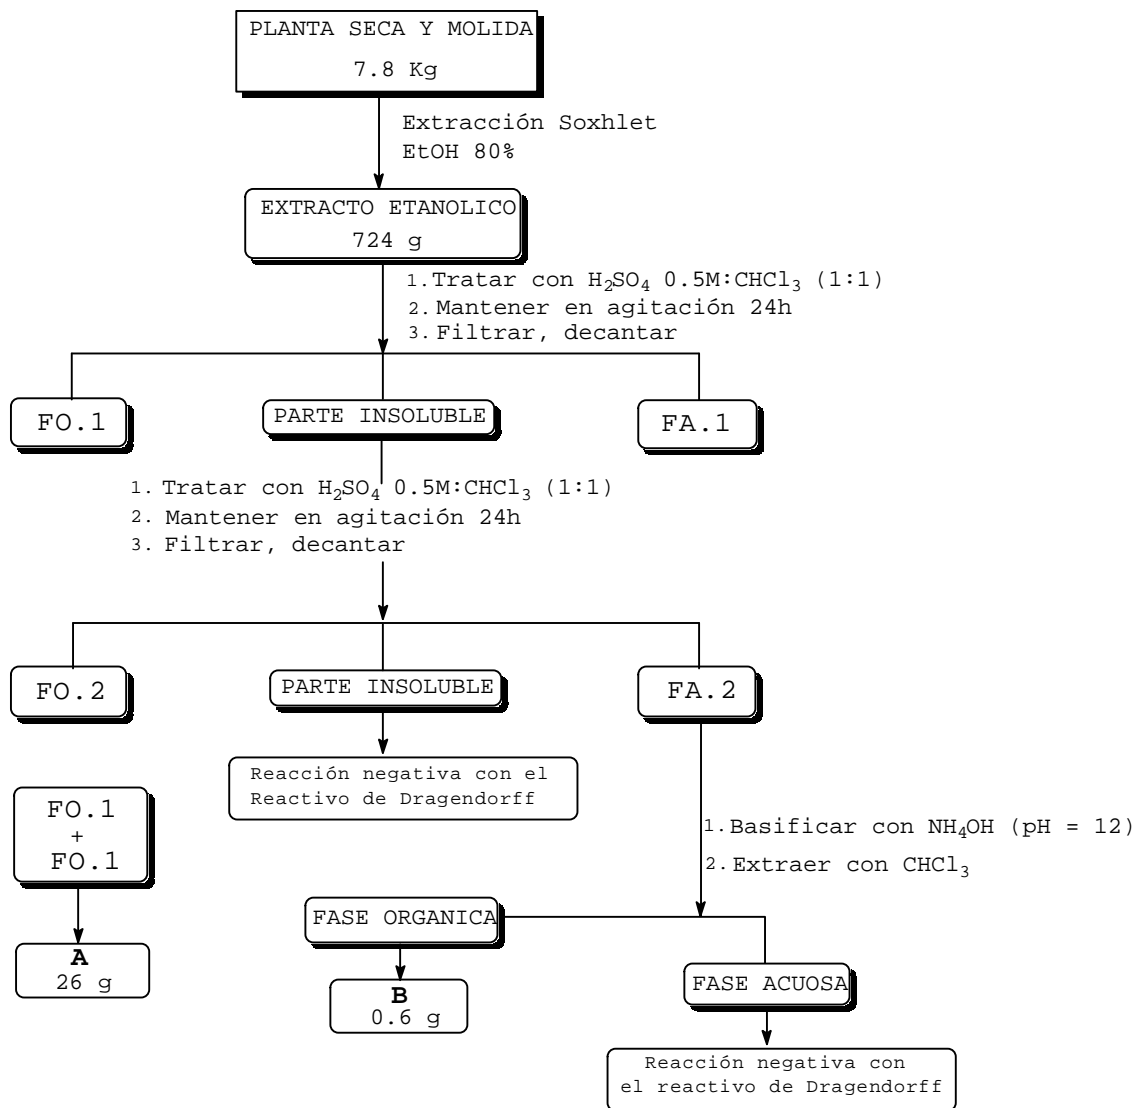 PLANTA SECA Y MOLIDA
7.8 Kg
Extracción Soxhlet
EtOH 80%
EXTRACTO ETANOLICO
724 g
1. Tratar con H₂SO₄ 0.5M:CHCl₃ (1:1)
2. Mantener en agitación 24h
3. Filtrar, decantar
FO.1
PARTE INSOLUBLE
FA.1
1. Tratar con H₂SO₄ 0.5M:CHCl₃ (1:1)
2. Mantener en agitación 24h
3. Filtrar, decantar
FO.2
PARTE INSOLUBLE
FA.2
Reacción negativa con el
Reactivo de Dragendorff
FO.1
+
FO.1
1. Basificar con NH₄OH (pH = 12)
2. Extraer con CHCl₃
FASE ORGANICA
A
26 g
B
0.6 g
FASE ACUOSA
Reacción negativa con
el reactivo de Dragendorff